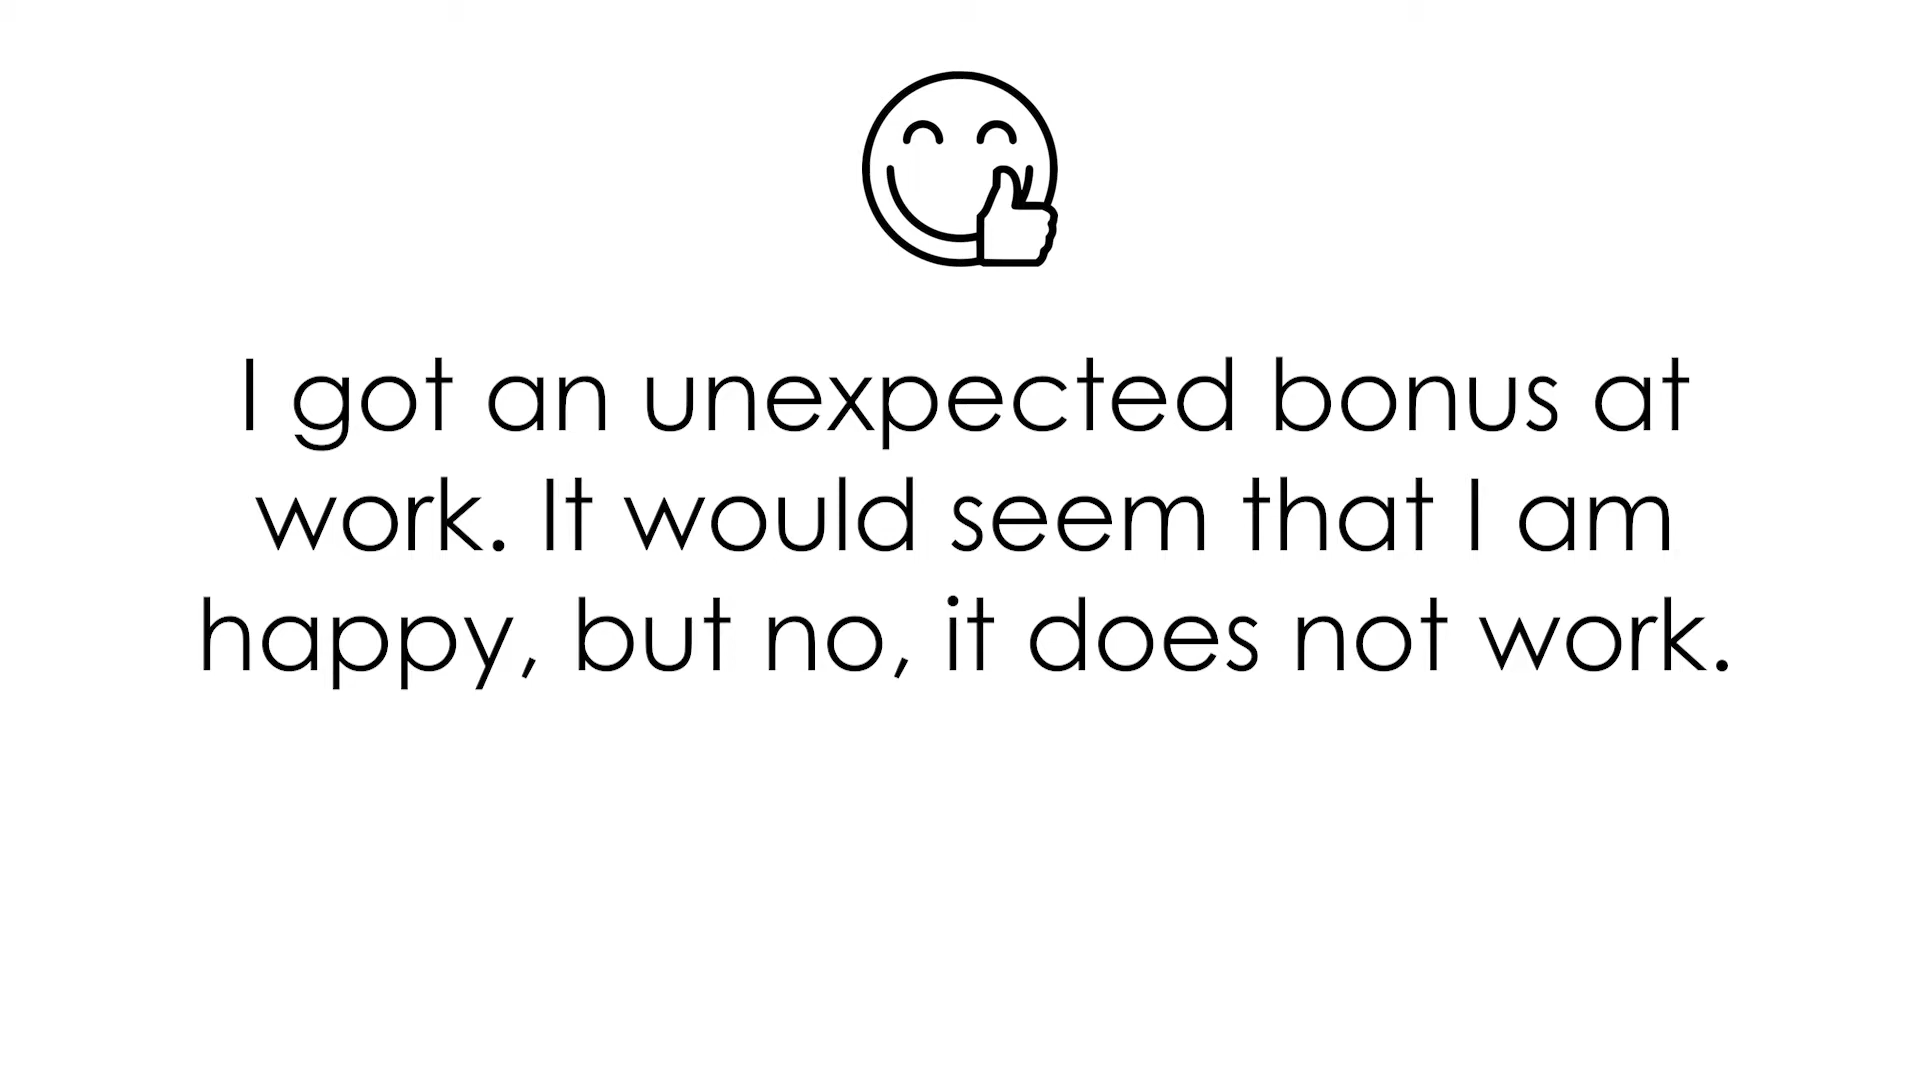 I got an unexpected bonus at
work. It would seem that I am
happy, but no, it does not work.